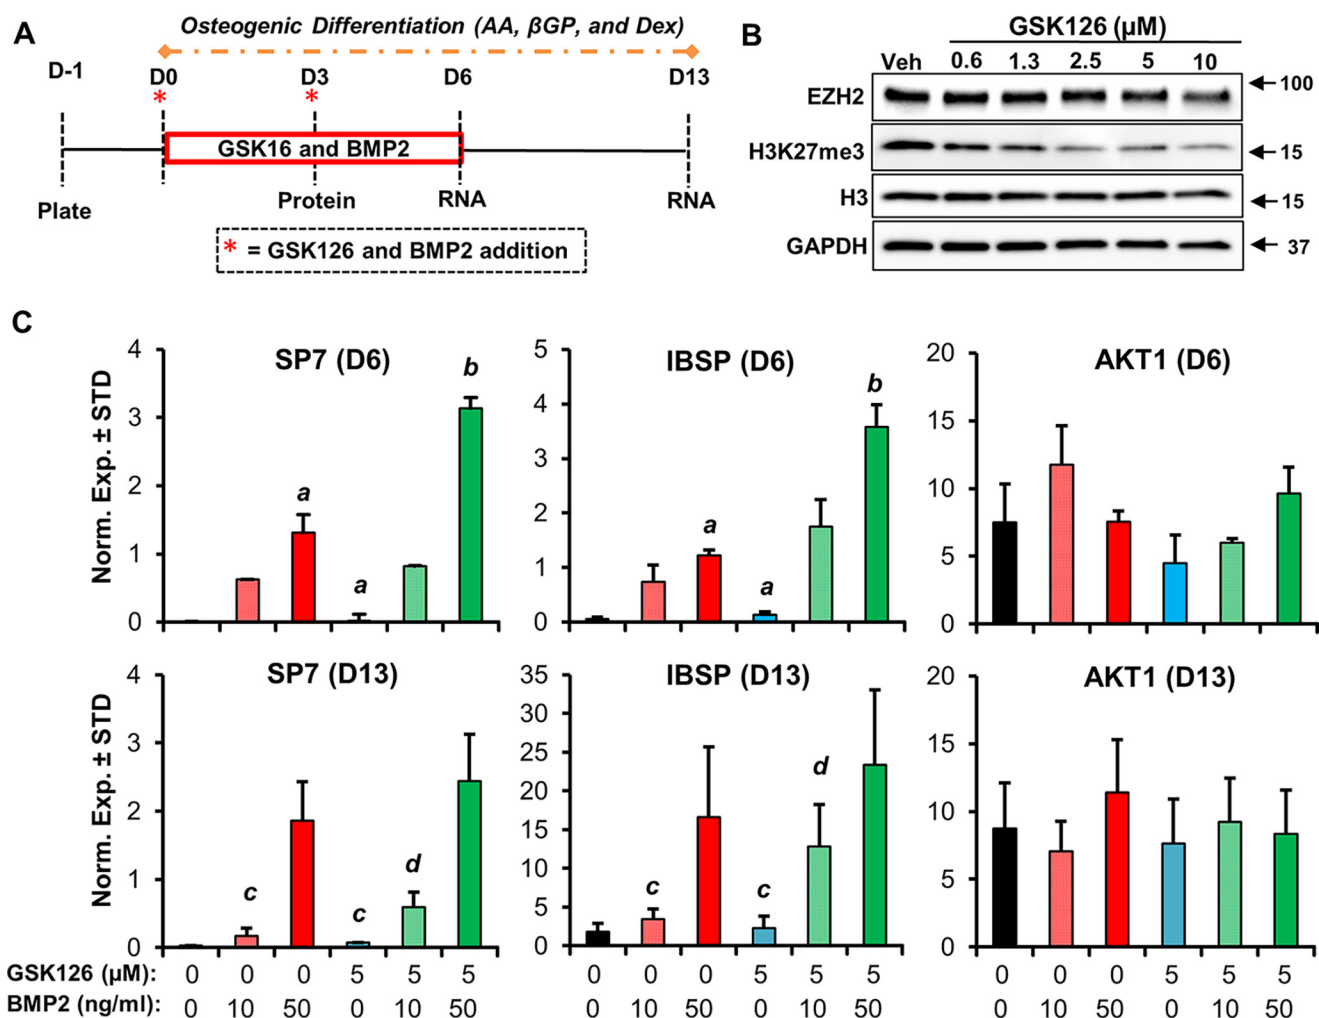 A
Osteogenic Differentiation (AA, βGP, and Dex)
D-1
D0
D3
D6
D13
*
*
GSK16 and BMP2
Plate
Protein
RNA
RNA
* = GSK126 and BMP2 addition
B
GSK126 (μM)
Veh 0.6 1.3 2.5 5 10
EZH2
100
H3K27me3
15
H3
15
GAPDH
37
C
SP7 (D6)
Norm. Exp. ± STD
4
3
2
1
0
a
a
b
IBSP (D6)
5
4
3
2
1
0
a
a
b
AKT1 (D6)
20
15
10
5
0
SP7 (D13)
Norm. Exp. ± STD
4
3
2
1
0
c
c
d
IBSP (D13)
35
30
25
20
15
10
5
0
c
c
d
AKT1 (D13)
20
15
10
5
0
GSK126 (μM): 0 0 0 5 5 5 0 0 0 5 5 5 0 0 0 5 5 5
BMP2 (ng/ml): 0 10 50 0 10 50 0 10 50 0 10 50 0 10 50 0 10 50